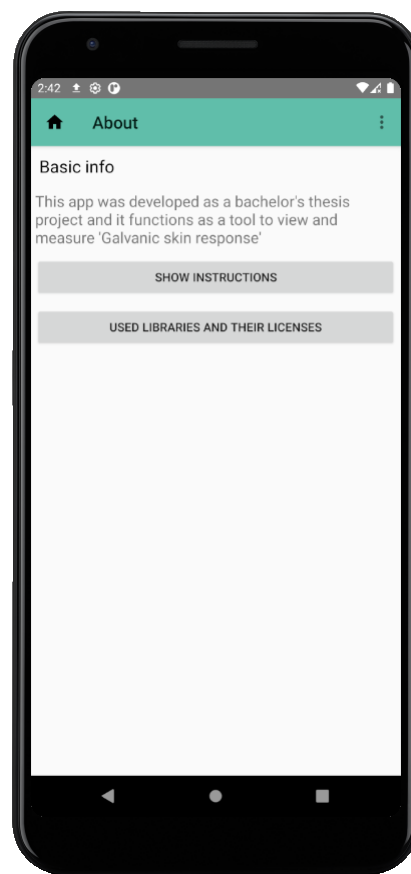 2:42
About
Basic info
This app was developed as a bachelor's thesis
project and it functions as a tool to view and
measure 'Galvanic skin response'
SHOW INSTRUCTIONS
USED LIBRARIES AND THEIR LICENSES